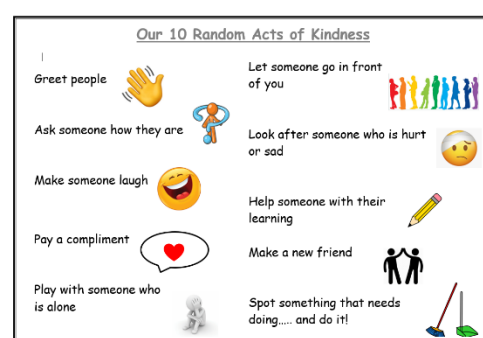 Our 10 Random Acts of Kindness
Greet people
Ask someone how they are
Make someone laugh
Pay a compliment
Play with someone who
is alone
Let someone go in front
of you
Look after someone who is hurt
or sad
Help someone with their
learning
Make a new friend
Spot something that needs
doing..... and do it!